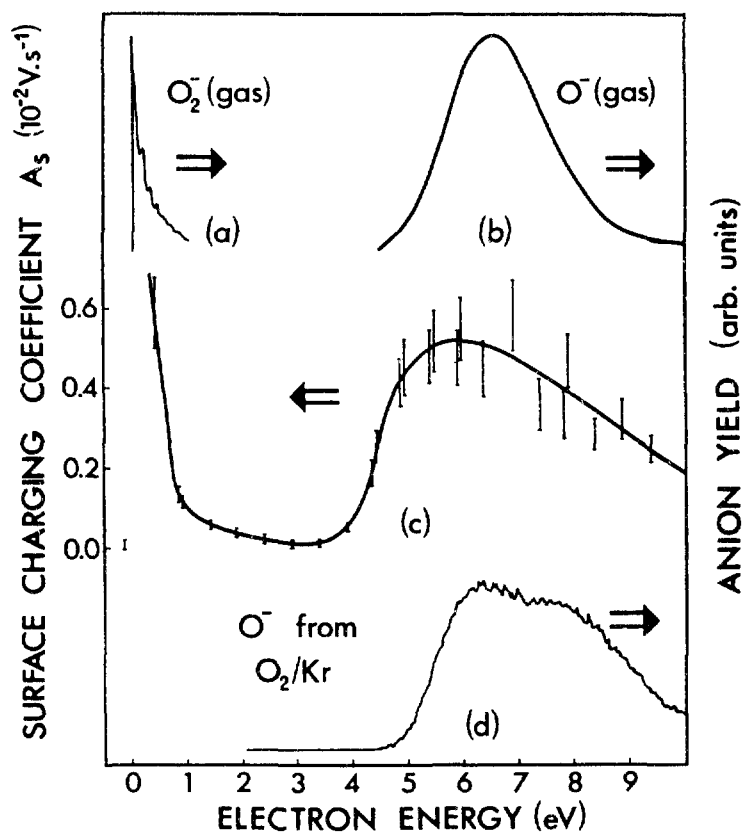 SURFACE CHARGING COEFFICIENT Aₛ (10⁻²V.s⁻¹)
O₂⁻(gas)
O⁻(gas)
(a)
(b)
0.6
0.4
0.2
0.0
(c)
O⁻ from
O₂/Kr
(d)
ANION YIELD (arb. units)
0 1 2 3 4 5 6 7 8 9
ELECTRON ENERGY (eV)